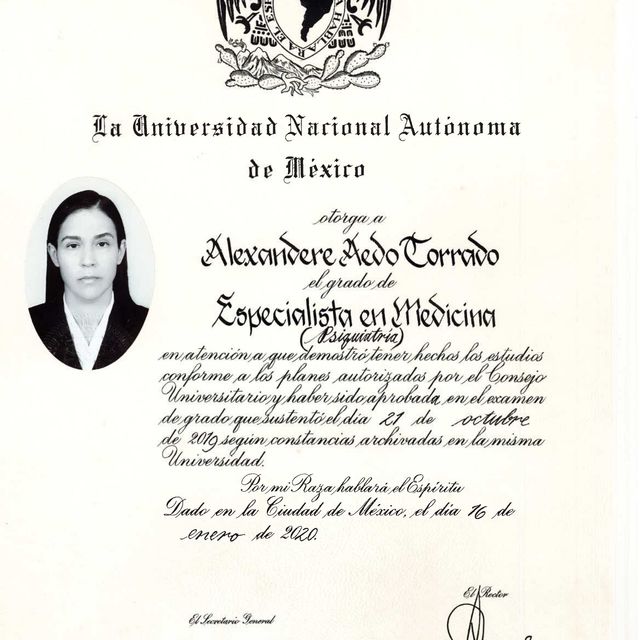 HABLARA EL ESP
La Universidad Nacional Autónoma
de México
otorga a
Alexandere Aedo Torrado
el grado de
Especialista en Medicina
(Psiquiatría)
en atención a que demostró tener hechos los estudios
conforme a los planes autorizados por el Consejo
Universitario y haber sido aprobada en el examen
de grado que sustentó el día 21 de octubre
de 2019 según constancias archivadas en la misma
Universidad.
Por mi Raza hablará el Espíritu
Dado en la Ciudad de México, el día 16 de
enero de 2020.
El Rector
El Secretario General